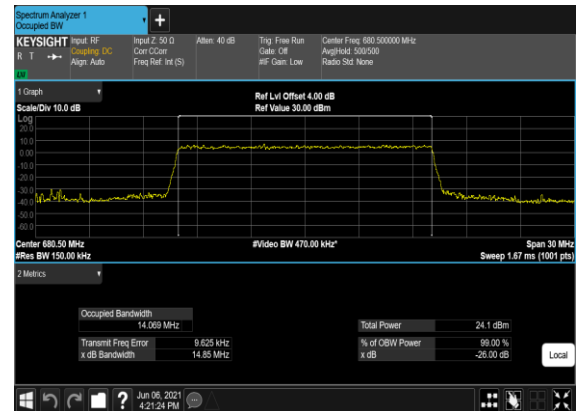 Spectrum Analyzer 1
Occupied BW
+
KEYSIGHT
R T
LXI
Input: RF
Coupling: DC
Align: Auto
Input Z: 50 Ω
Corr CCorr
Freq Ref: Int (S)
Atten: 40 dB
Trig: Free Run
Gate: Off
#IF Gain: Low
Center Freq: 680.500000 MHz
Avg|Hold: 500/500
Radio Std: None
1 Graph
Scale/Div 10.0 dB
Ref Lvl Offset 4.00 dB
Ref Value 30.00 dBm
Log
20.0
10.0
0.00
-10.0
-20.0
-30.0
-40.0
-50.0
-60.0
Center 680.50 MHz
#Res BW 150.00 kHz
#Video BW 470.00 kHz*
Span 30 MHz
Sweep 1.67 ms (1001 pts)
2 Metrics
Occupied Bandwidth
14.069 MHz
Transmit Freq Error 9.625 kHz
x dB Bandwidth 14.85 MHz
Total Power 24.1 dBm
% of OBW Power 99.00 %
x dB -26.00 dB
Local
?
Jun 06, 2021
4:21:24 PM